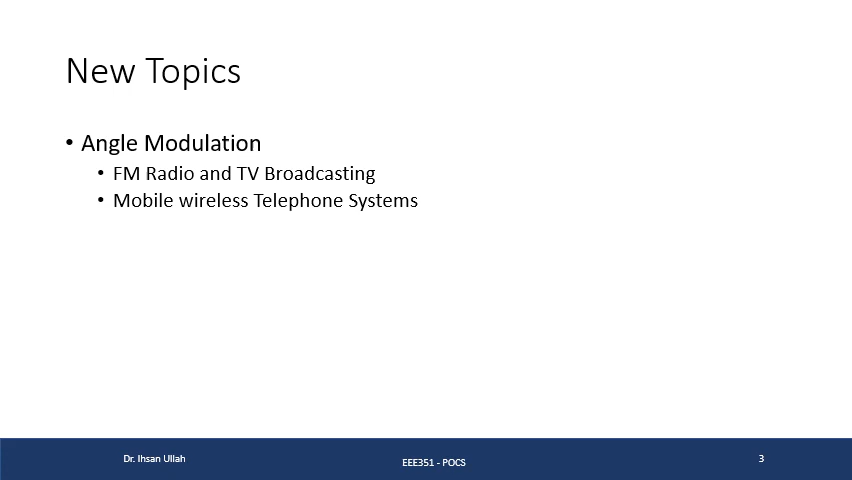 New Topics
• Angle Modulation
• FM Radio and TV Broadcasting
• Mobile wireless Telephone Systems
Dr. Ihsan Ullah
EEE351 - POCS
3